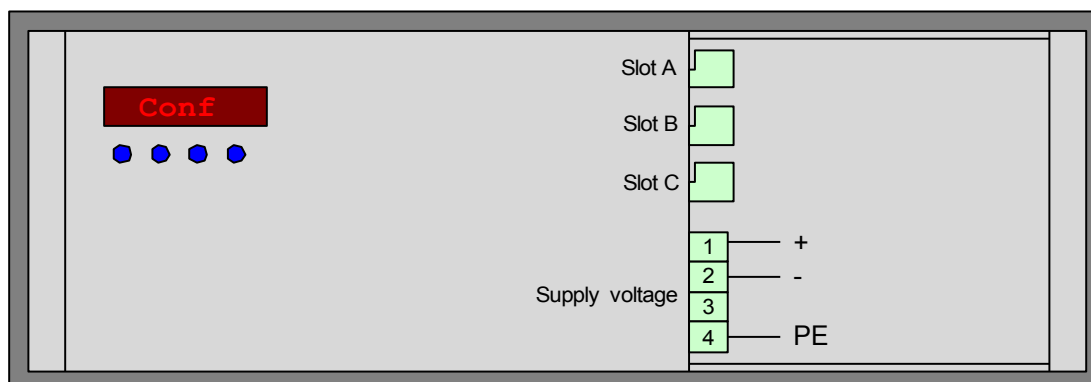 Conf
Slot A
Slot B
Slot C
Supply voltage
1 +
2 -
3
4 PE